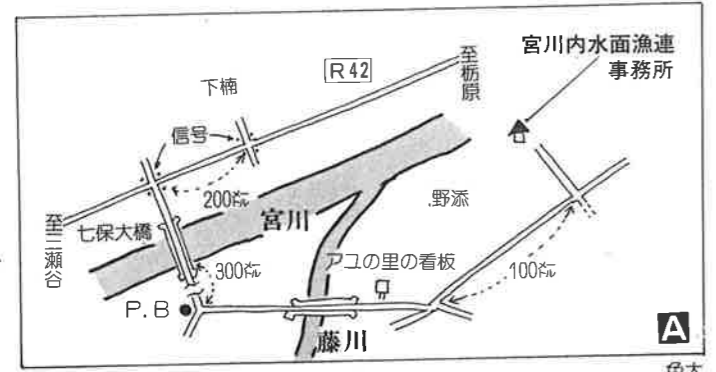 宮川内水面漁連
事務所
至栃原
R42
下楠
信号
200㍍
宮川
野添
至三瀬谷
七保大橋
アユの里の看板
300㍍
100㍍
P.B
藤川
A